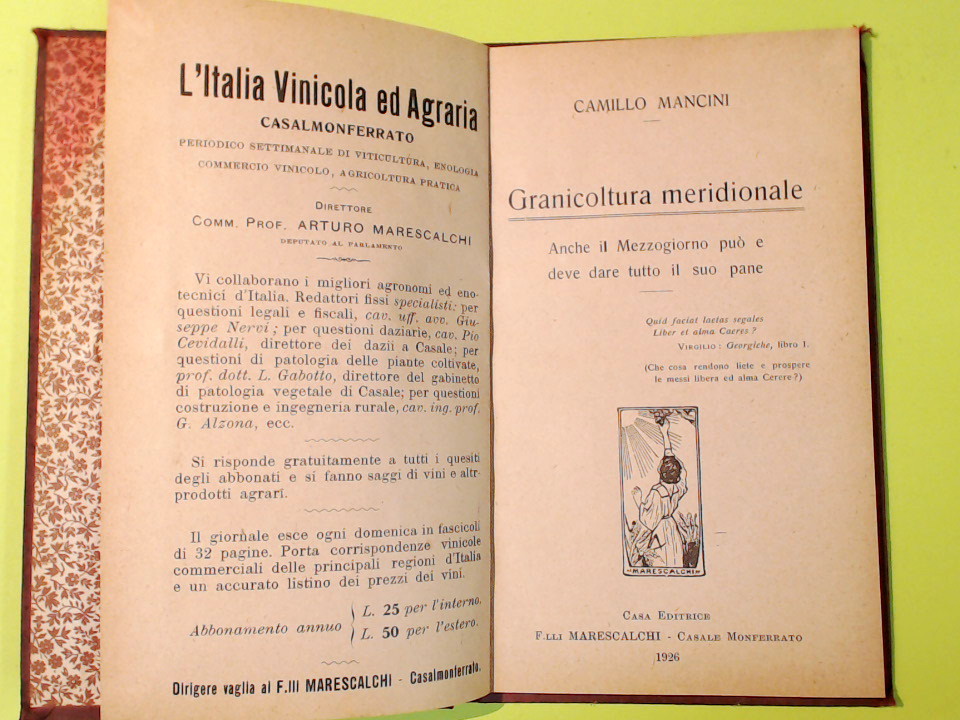 L'Italia Vinicola ed Agraria
CASALMONFERRATO
PERIODICO SETTIMANALE DI VITICULTURA, ENOLOGIA
COMMERCIO VINICOLO, AGRICOLTURA PRATICA
DIRETTORE
COMM. PROF. ARTURO MARESCALCHI
DEPUTATO AL PARLAMENTO
Vi collaborano i migliori agronomi ed eno-
tecnici d'Italia. Redattori fissi specialisti: per
questioni legali e fiscali, cav. uff. avv. Giu-
seppe Nervi; per questioni daziarie, cav. Pio
Cevidalli, direttore dei dazii a Casale; per
questioni di patologia delle piante coltivate,
prof. dott. L. Gabotto, direttore del gabinetto
di patologia vegetale di Casale; per questioni
costruzione e ingegneria rurale, cav. ing. prof.
G. Alzona, ecc.
Si risponde gratuitamente a tutti i quesiti
degli abbonati e si fanno saggi di vini e altr-
prodotti agrari.
Il giornale esce ogni domenica in fascicoli
di 32 pagine. Porta corrispondenze vinicole
commerciali delle principali regioni d'Italia
e un accurato listino dei prezzi dei vini.
Abbonamento annuo
L. 25 per l'interno.
L. 50 per l'estero.
Dirigere vaglia ai F.lli MARESCALCHI - Casalmonferrato.
CAMILLO MANCINI
Granicoltura meridionale
Anche il Mezzogiorno può e
deve dare tutto il suo pane
Quid faciat laetas segales
Liber et alma Caeres?
VIRGILIO: Georgiche, libro I.
(Che cosa rendono liete e prospere
le messi libera ed alma Cerere?)
MARESCALCHI
CASA EDITRICE
F.LLI MARESCALCHI - CASALE MONFERRATO
1926